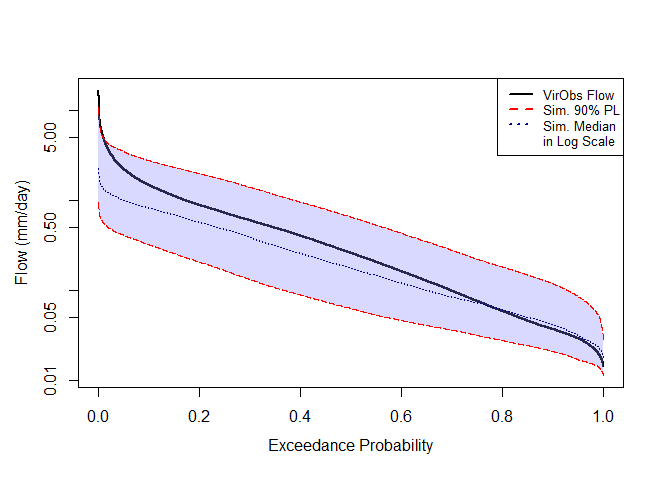 VirObs Flow
Sim. 90% PL
Sim. Median
in Log Scale
5.00
0.50
0.05
0.01
Flow (mm/day)
0.0 0.2 0.4 0.6 0.8 1.0
Exceedance Probability